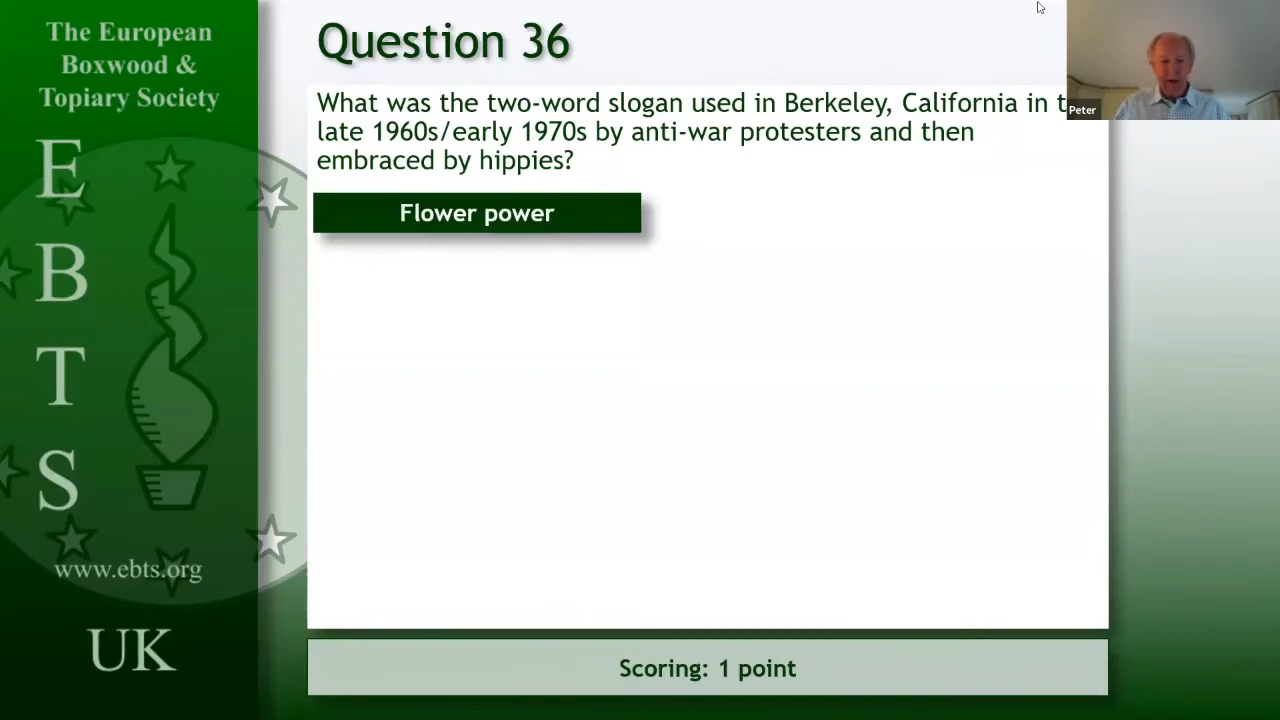 The European
Boxwood &
Topiary Society
E
B
T
S
www.ebts.org
UK
Question 36
What was the two-word slogan used in Berkeley, California in t
late 1960s/early 1970s by anti-war protesters and then
embraced by hippies?
Flower power
Scoring: 1 point
Peter